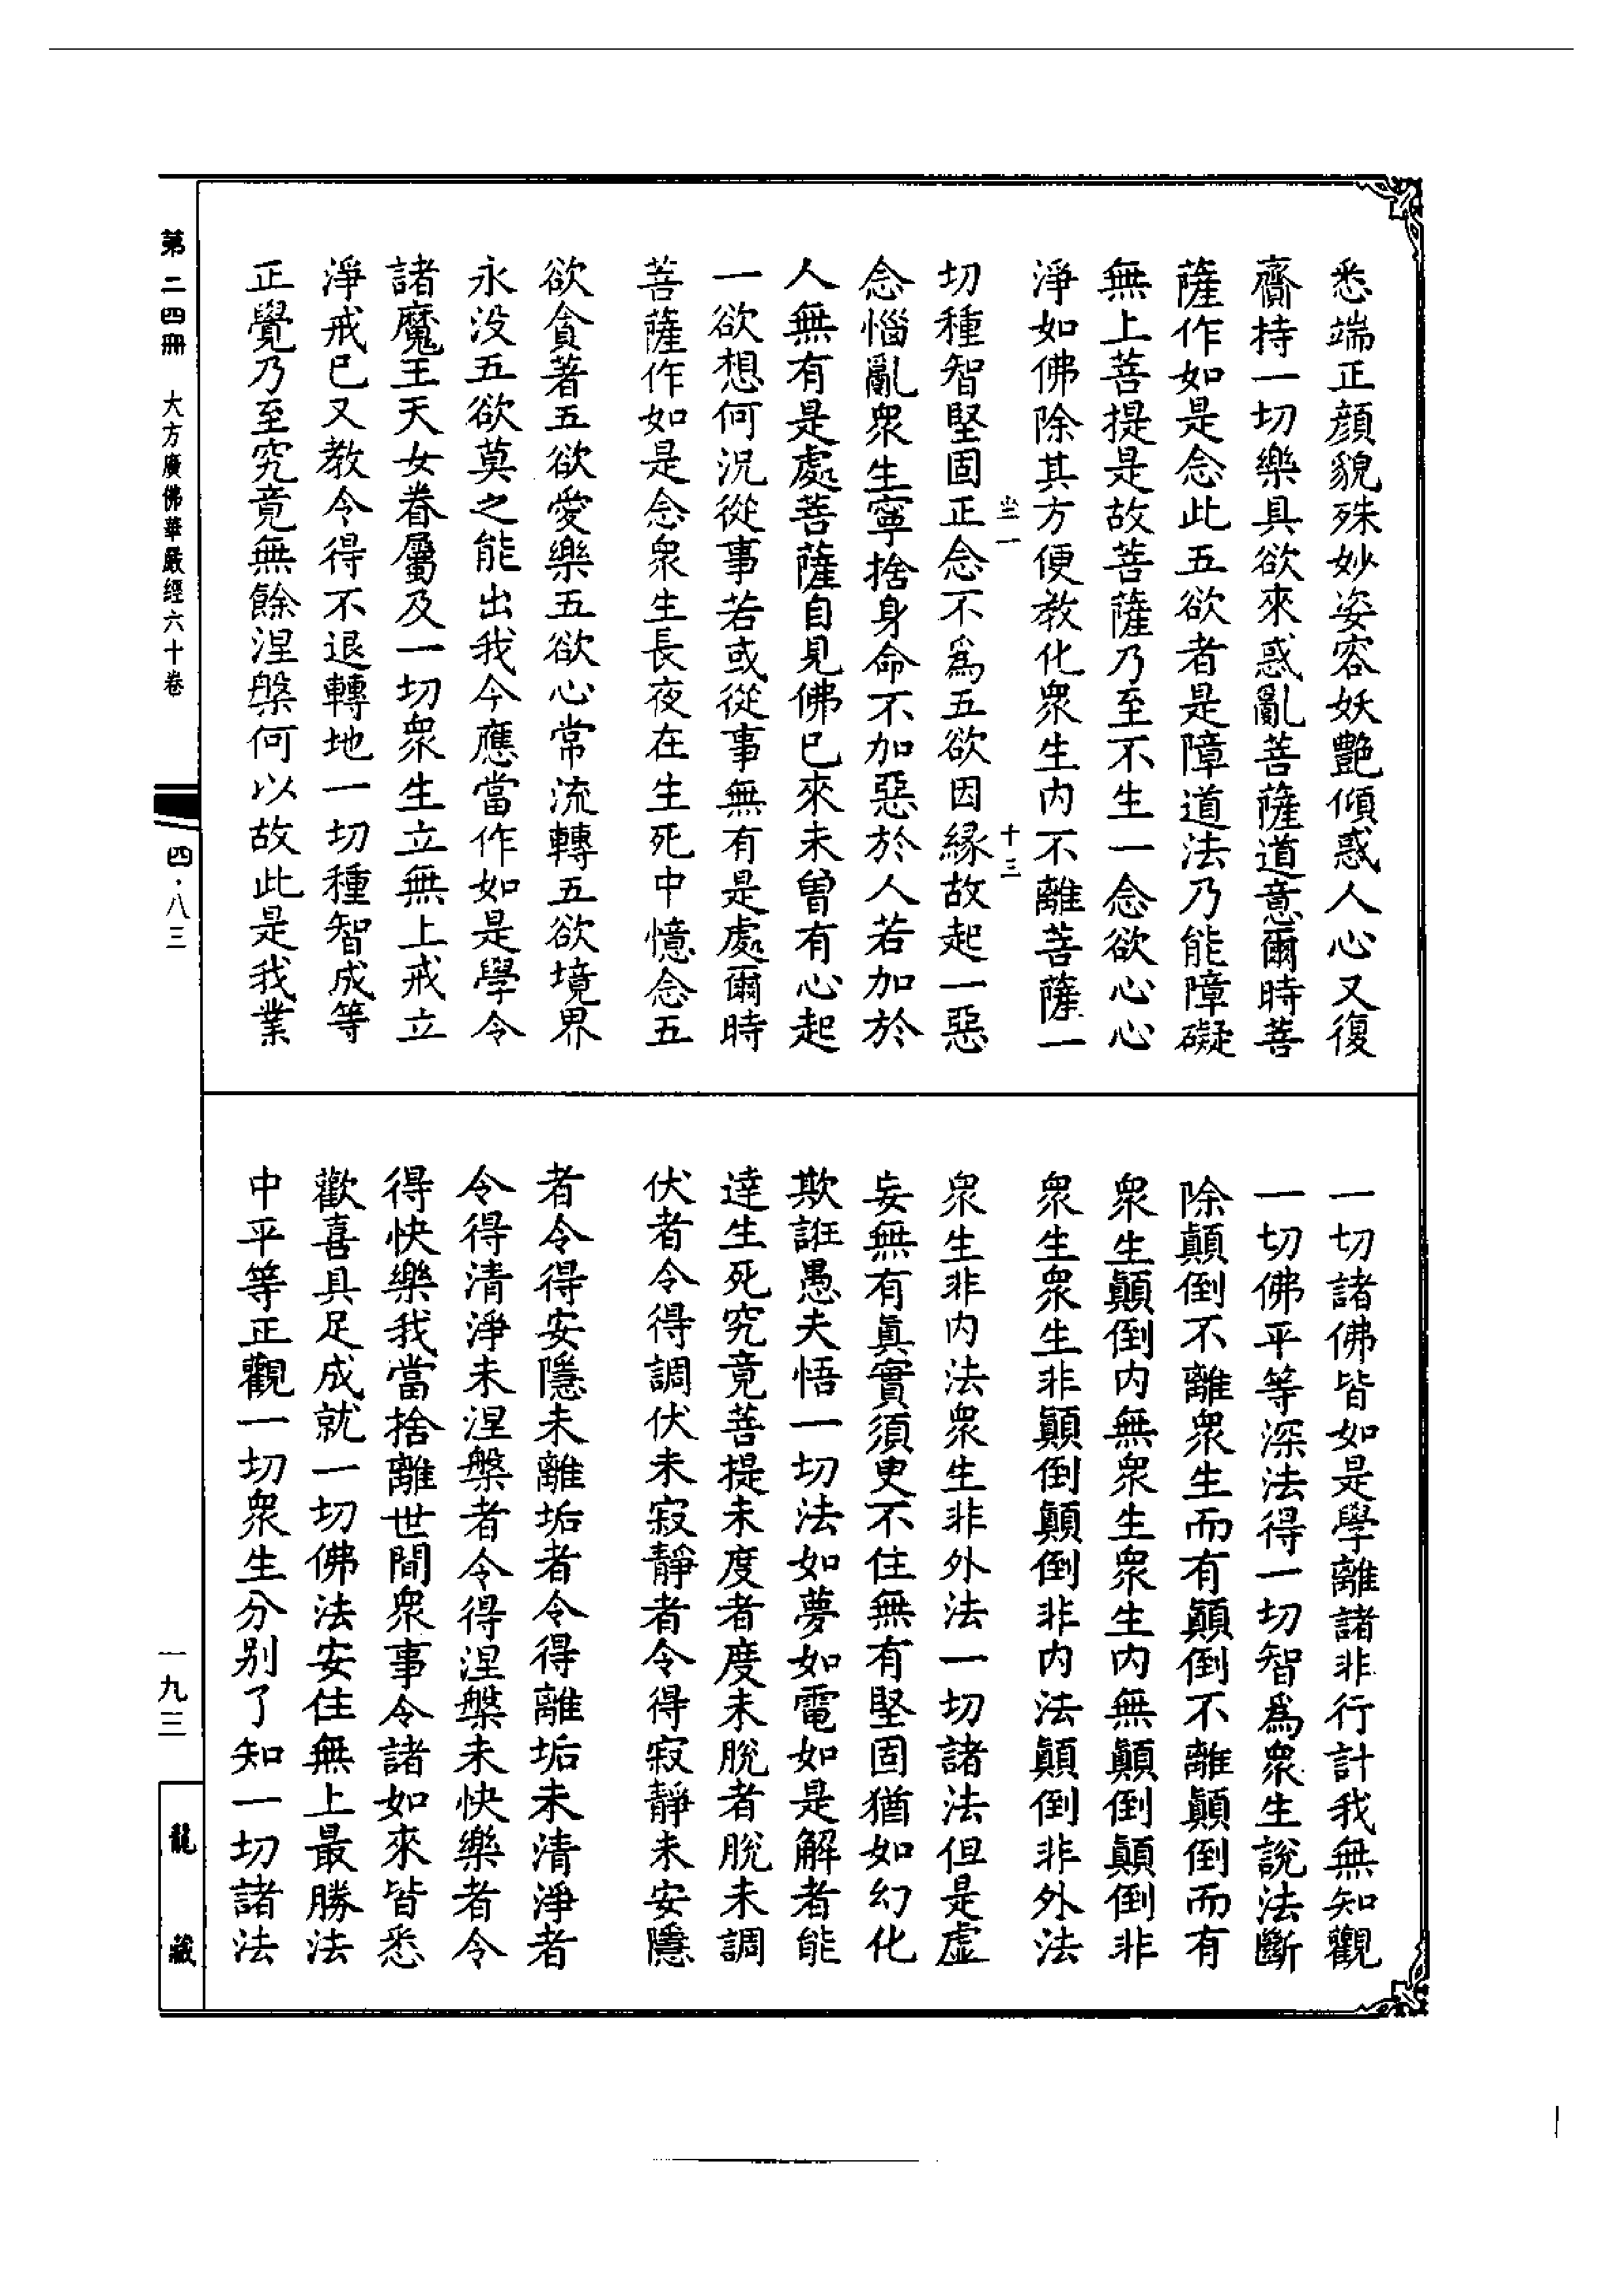 悉端正顔貌殊妙姿容妖艷傾惑人心又復
齎持一切樂具欲來惑亂菩薩道意爾時菩
薩作如是念此五欲者是障道法乃能障礙
無上菩提是故菩薩乃至不生一念欲心心
淨如佛除其方便教化衆生内不離菩薩一
十三
切種智堅固正念不爲五欲因縁故起一惡
念惱亂衆生寧捨身命不加惡於人若加於
人無有是處菩薩自見佛已來未曾有心起
一欲想何況從事若或從事無有是處爾時
菩薩作如是念衆生長夜在生死中憶念五
欲貪著五欲愛樂五欲心常流轉五欲境界
永没五欲莫之能出我今應當作如是學令
諸魔王天女眷屬及一切衆生立無上戒立
淨戒已又教令得不退轉地一切種智成等
正覺乃至究竟無餘涅槃何以故此是我業
一切諸佛皆如是學離諸非行計我無知觀
一切佛平等深法得一切智爲衆生說法斷
除顛倒不離衆生而有顛倒不離顛倒而有
衆生顛倒内無衆生衆生内無顛倒顛倒非
衆生衆生非顛倒顛倒非内法顛倒非外法
衆生非内法衆生非外法一切諸法但是虚
妄無有眞實須臾不住無有堅固猶如幻化
欺誑愚夫悟一切法如夢如電如是解者能
達生死究竟菩提未度者度未脫者脫未調
伏者令得調伏未寂靜者令得寂靜未安隱
者令得安隱未離垢者令得離垢未清淨者
令得清淨未涅槃者令得涅槃未快樂者令
得快樂我當捨離世間衆事令諸如來皆悉
歡喜具足成就一切佛法安住無上最勝法
中平等正觀一切衆生分别了知一切諸法
第二四冊　大方廣佛華嚴經六十卷
四·八三
一九三
龍藏